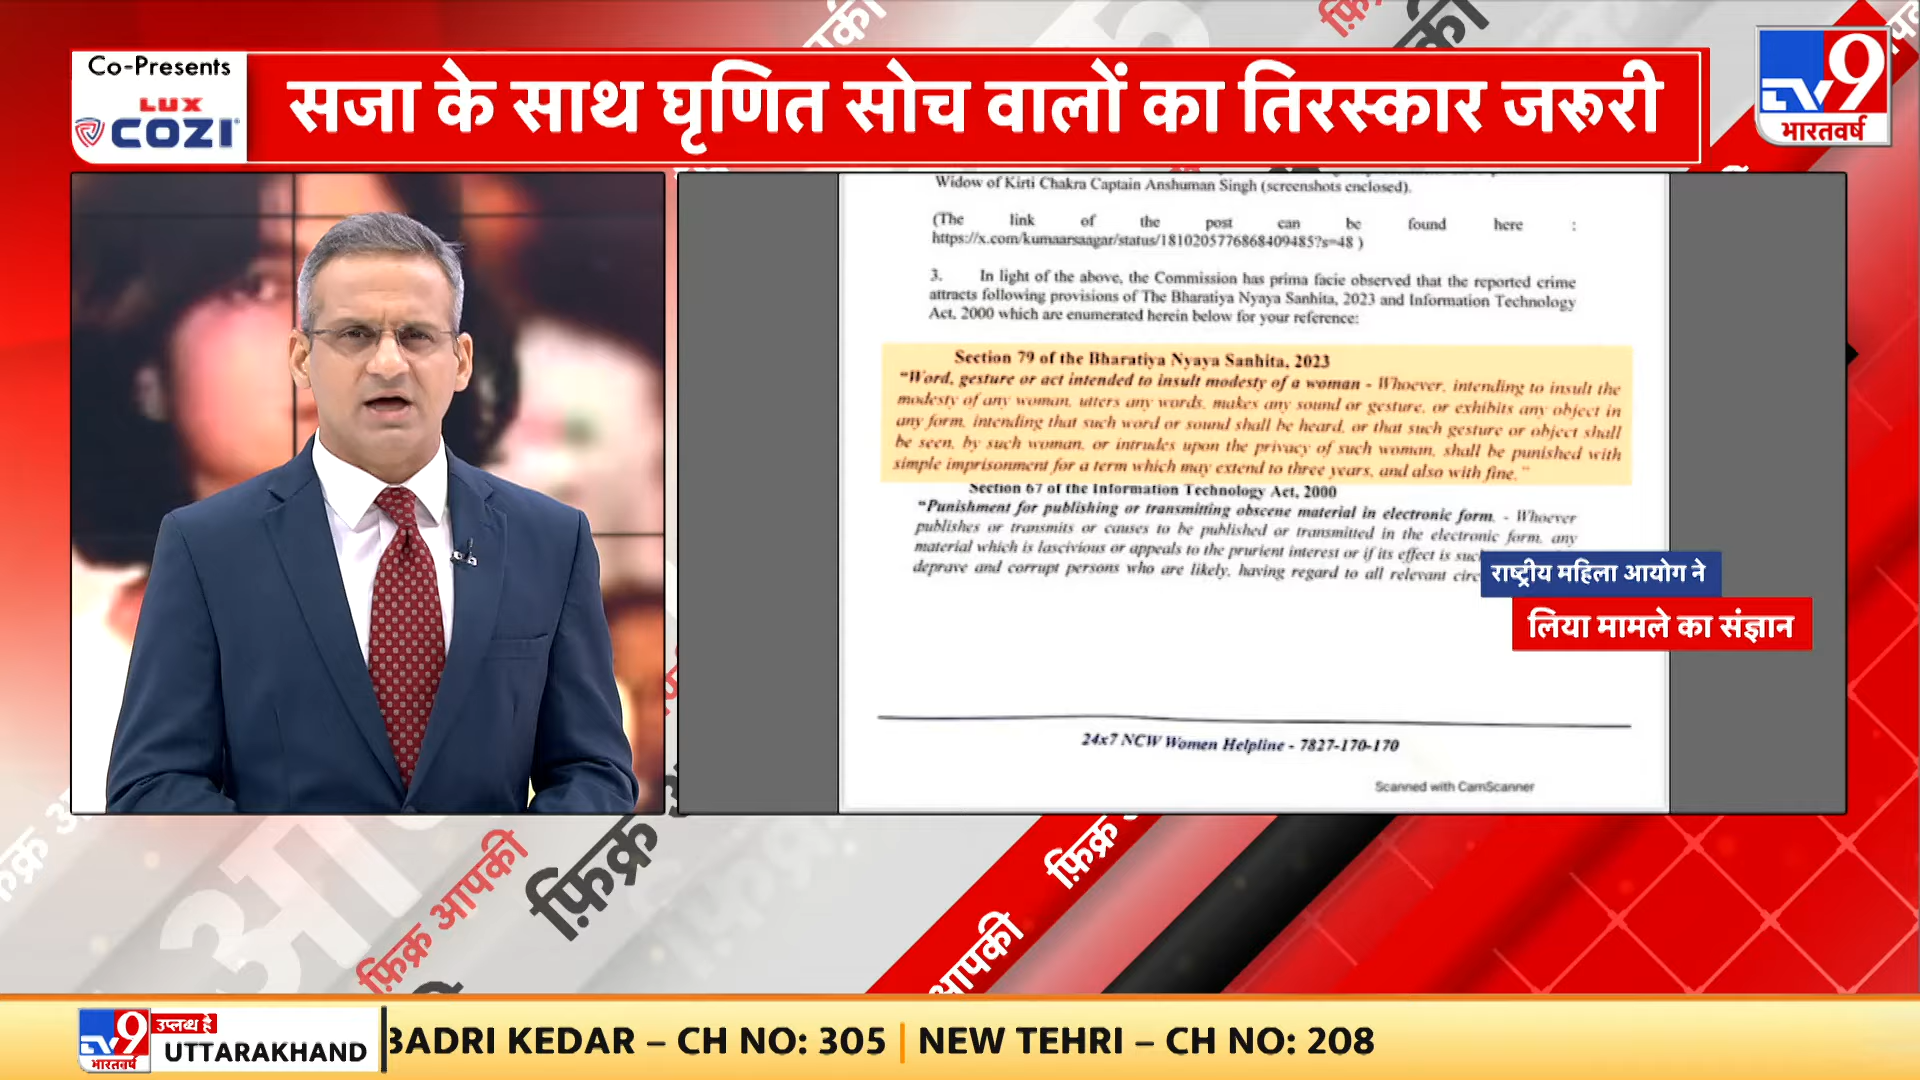 Co-Presents
LUX
COZI
सजा के साथ घृणित सोच वालों का तिरस्कार जरूरी
TV9
भारतवर्ष
Widow of Kirti Chakra Captain Anshuman Singh (screenshots enclosed).
(The link of the post can be found here :
https://x.com/kumaarsaagar/status/1810205776868409485?s=48 )
3. In light of the above, the Commission has prima facie observed that the reported crime
attracts following provisions of The Bharatiya Nyaya Sanhita, 2023 and Information Technology
Act, 2000 which are enumerated herein below for your reference:
Section 79 of the Bharatiya Nyaya Sanhita, 2023
"Word, gesture or act intended to insult modesty of a woman - Whoever, intending to insult the
modesty of any woman, utters any words, makes any sound or gesture, or exhibits any object in
any form, intending that such word or sound shall be heard, or that such gesture or object shall
be seen, by such woman, or intrudes upon the privacy of such woman, shall be punished with
simple imprisonment for a term which may extend to three years, and also with fine."
Section 67 of the Information Technology Act, 2000
"Punishment for publishing or transmitting obscene material in electronic form. - Whoever
publishes or transmits or causes to be published or transmitted in the electronic form, any
material which is lascivious or appeals to the prurient interest or if its effect is suc
deprave and corrupt persons who are likely, having regard to all relevant circ
राष्ट्रीय महिला आयोग ने
लिया मामले का संज्ञान
24x7 NCW Women Helpline - 7827-170-170
Scanned with CamScanner
फ़िक्र आपकी
फ़िक्र
फ़िक्र
आपकी
TV9
भारतवर्ष
उप्लब्ध है
UTTARAKHAND
BADRI KEDAR – CH NO: 305 | NEW TEHRI – CH NO: 208